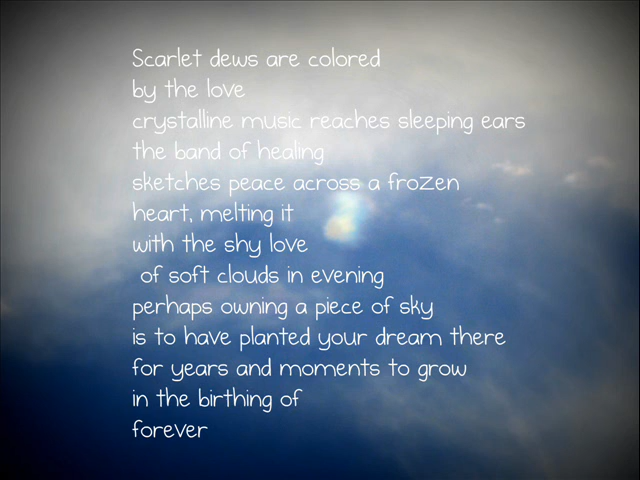 Scarlet dews are colored
by the love
crystalline music reaches sleeping ears
the band of healing
sketches peace across a frozen
heart, melting it
with the shy love
of soft clouds in evening
perhaps owning a piece of sky
is to have planted your dream there
for years and moments to grow
in the birthing of
forever